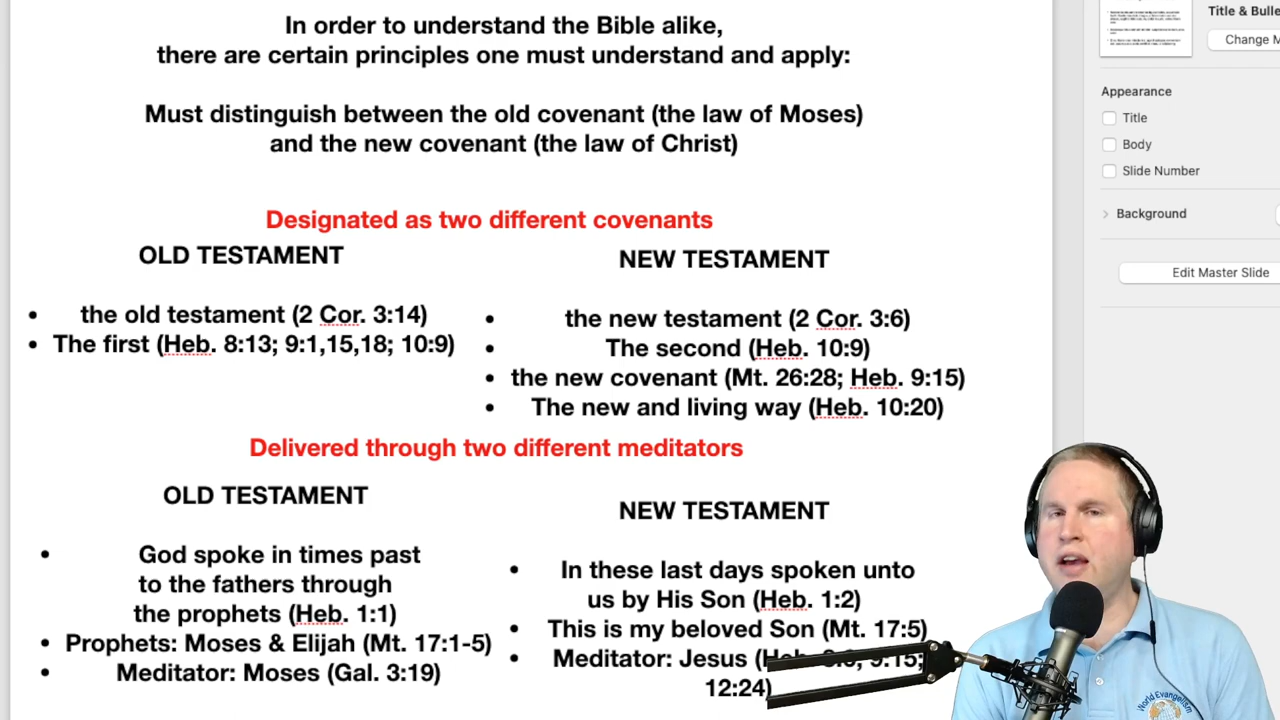 In order to understand the Bible alike,
there are certain principles one must understand and apply:
Must distinguish between the old covenant (the law of Moses)
and the new covenant (the law of Christ)
Designated as two different covenants
OLD TESTAMENT
• the old testament (2 Cor. 3:14)
• The first (Heb. 8:13; 9:1,15,18; 10:9)
NEW TESTAMENT
• the new testament (2 Cor. 3:6)
• The second (Heb. 10:9)
• the new covenant (Mt. 26:28; Heb. 9:15)
• The new and living way (Heb. 10:20)
Delivered through two different meditators
OLD TESTAMENT
• God spoke in times past
to the fathers through
the prophets (Heb. 1:1)
• Prophets: Moses & Elijah (Mt. 17:1-5)
• Meditator: Moses (Gal. 3:19)
NEW TESTAMENT
• In these last days spoken unto
us by His Son (Heb. 1:2)
• This is my beloved Son (Mt. 17:5)
• Meditator: Jesus (Heb. 9:15;
12:24)
Title & Bulle
Change M
Appearance
Title
Body
Slide Number
Background
Edit Master Slide
World Evangelism